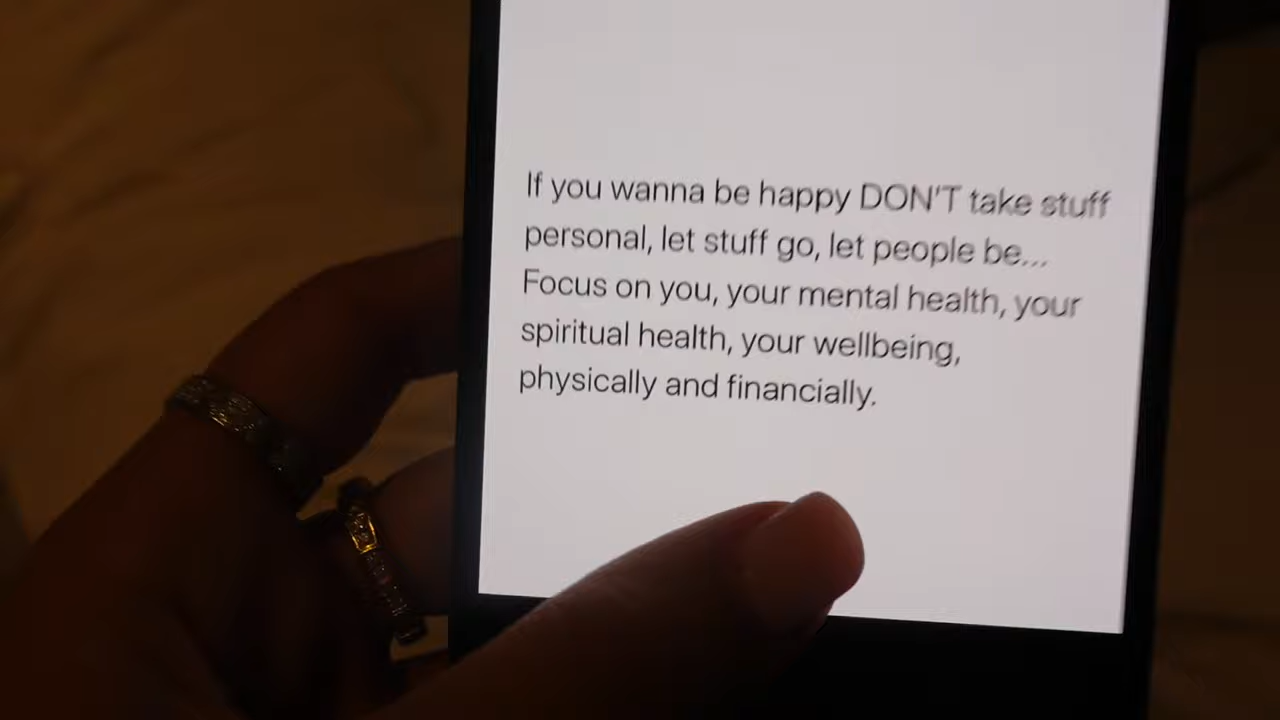 If you wanna be happy DON'T take stuff
personal, let stuff go, let people be...
Focus on you, your mental health, your
spiritual health, your wellbeing,
physically and financially.